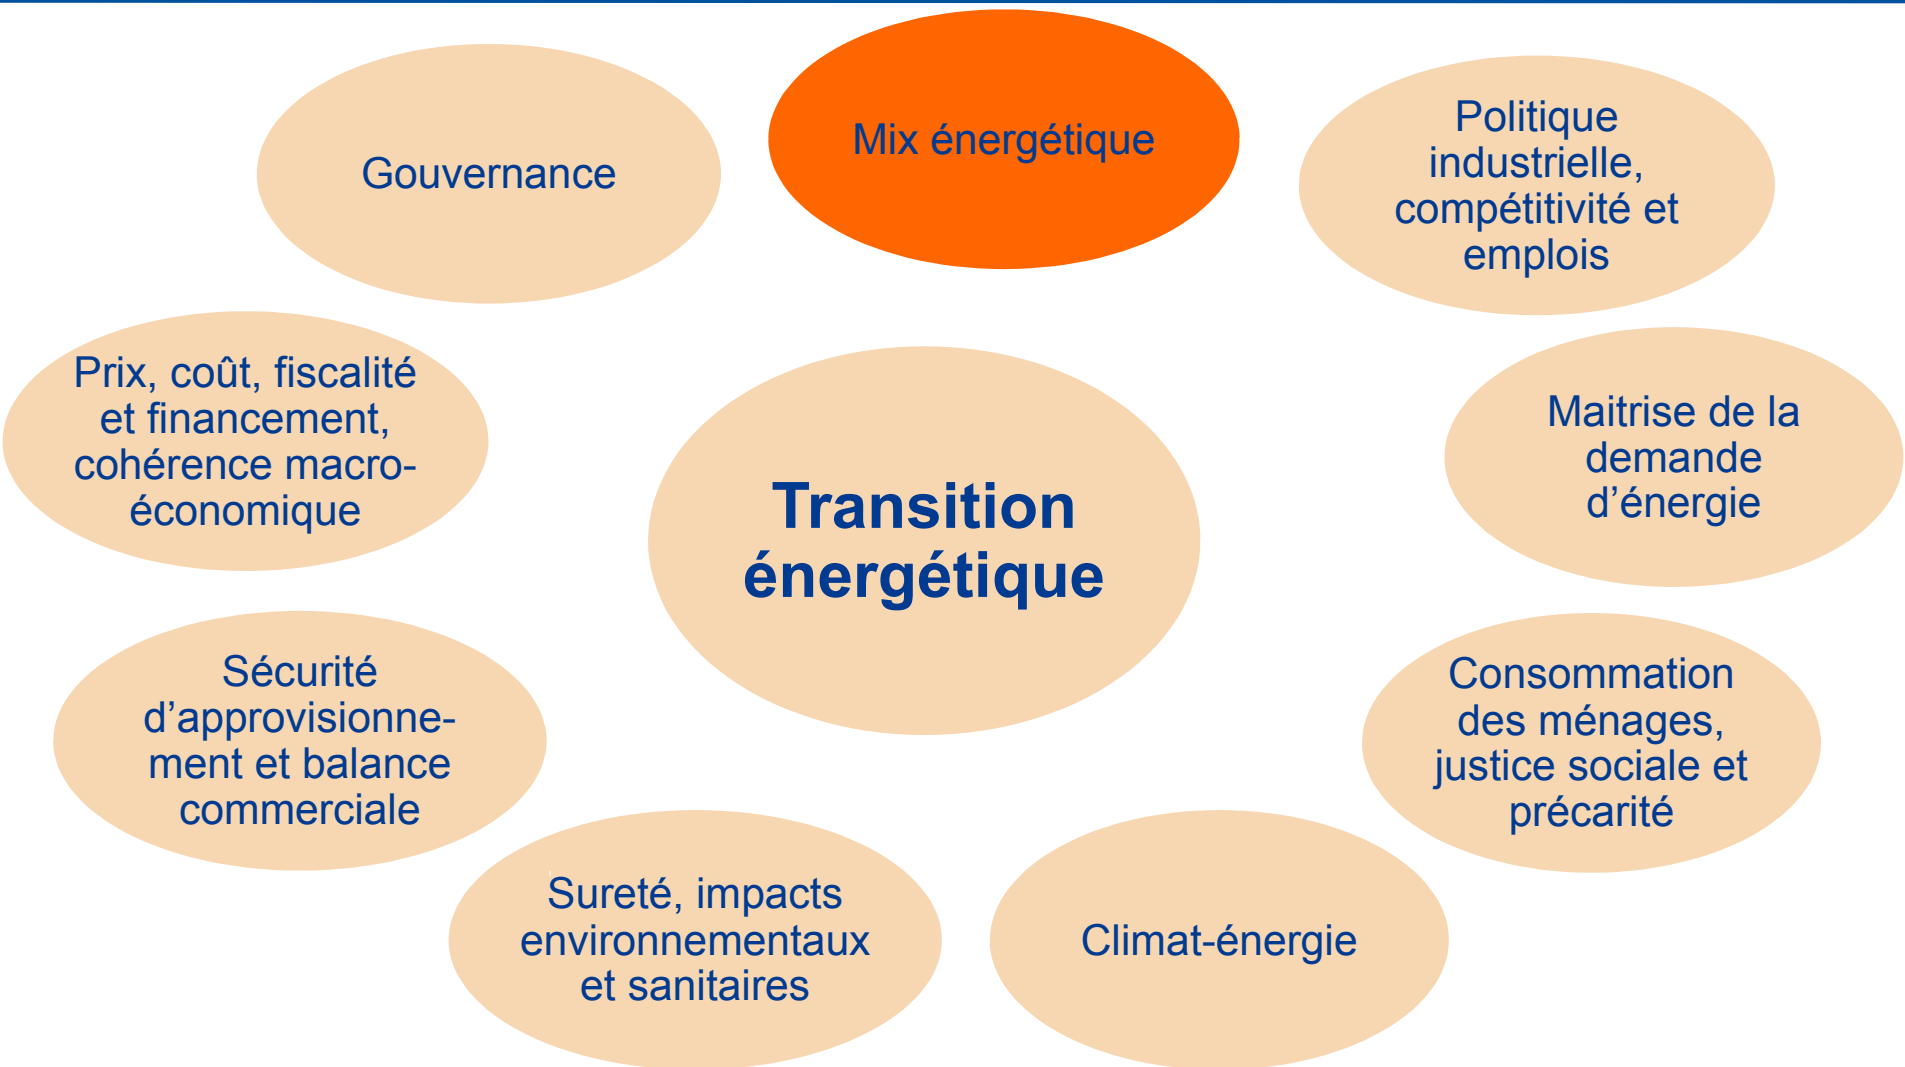 Gouvernance
Mix énergétique
Politique
industrielle,
compétitivité et
emplois
Prix, coût, fiscalité
et financement,
cohérence macro-
économique
Transition
énergétique
Maitrise de la
demande
d’énergie
Sécurité
d’approvisionne-
ment et balance
commerciale
Consommation
des ménages,
justice sociale et
précarité
Sureté, impacts
environnementaux
et sanitaires
Climat-énergie